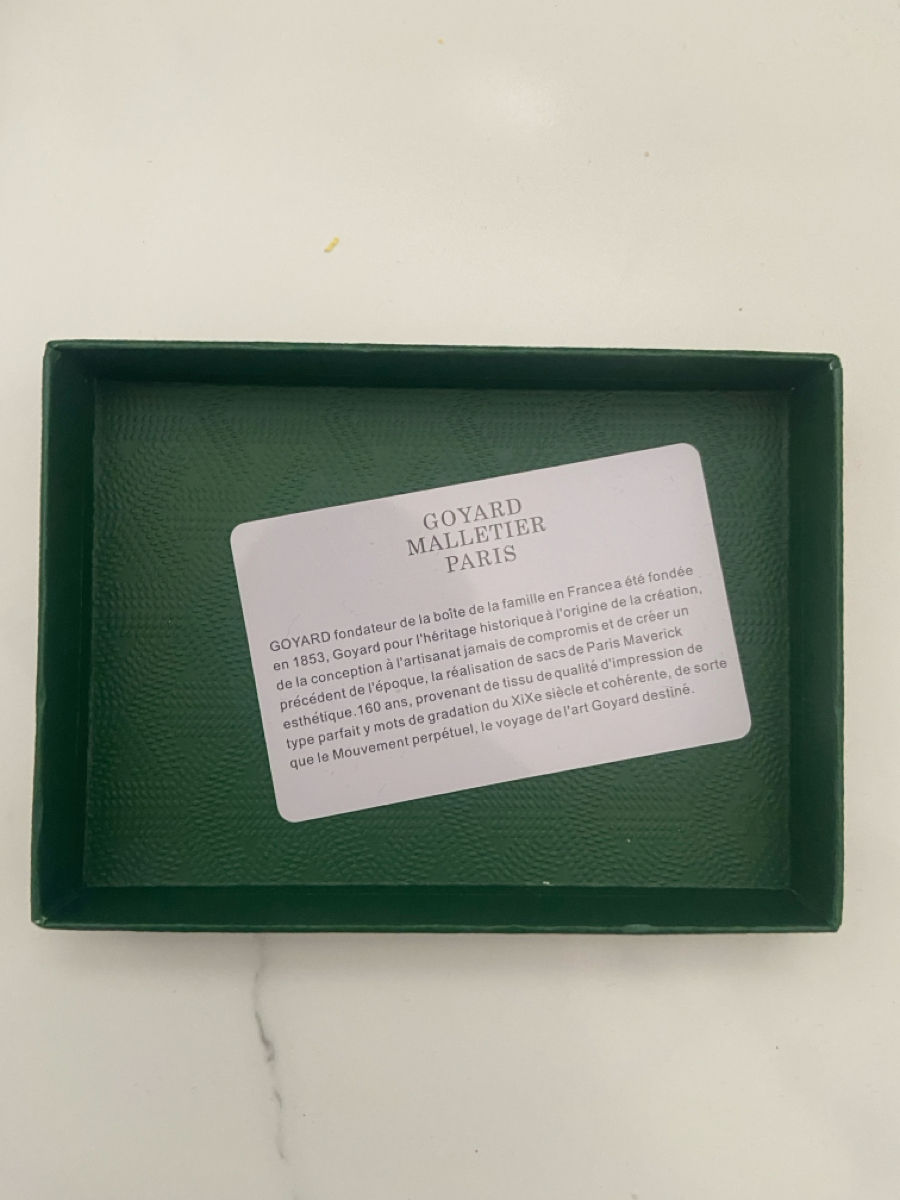 GOYARD
MALLETIER
PARIS
GOYARD fondateur de la boîte de la famille en France a été fondée
en 1853, Goyard pour l'héritage historique à l'origine de la création,
de la conception à l'artisanat jamais de compromis et de créer un
précédent de l'époque, la réalisation de sacs de Paris Maverick
esthétique.160 ans, provenant de tissu de qualité d'impression de
type parfait y mots de gradation du XiXe siècle et cohérente, de sorte
que le Mouvement perpétuel, le voyage de l'art Goyard destiné.